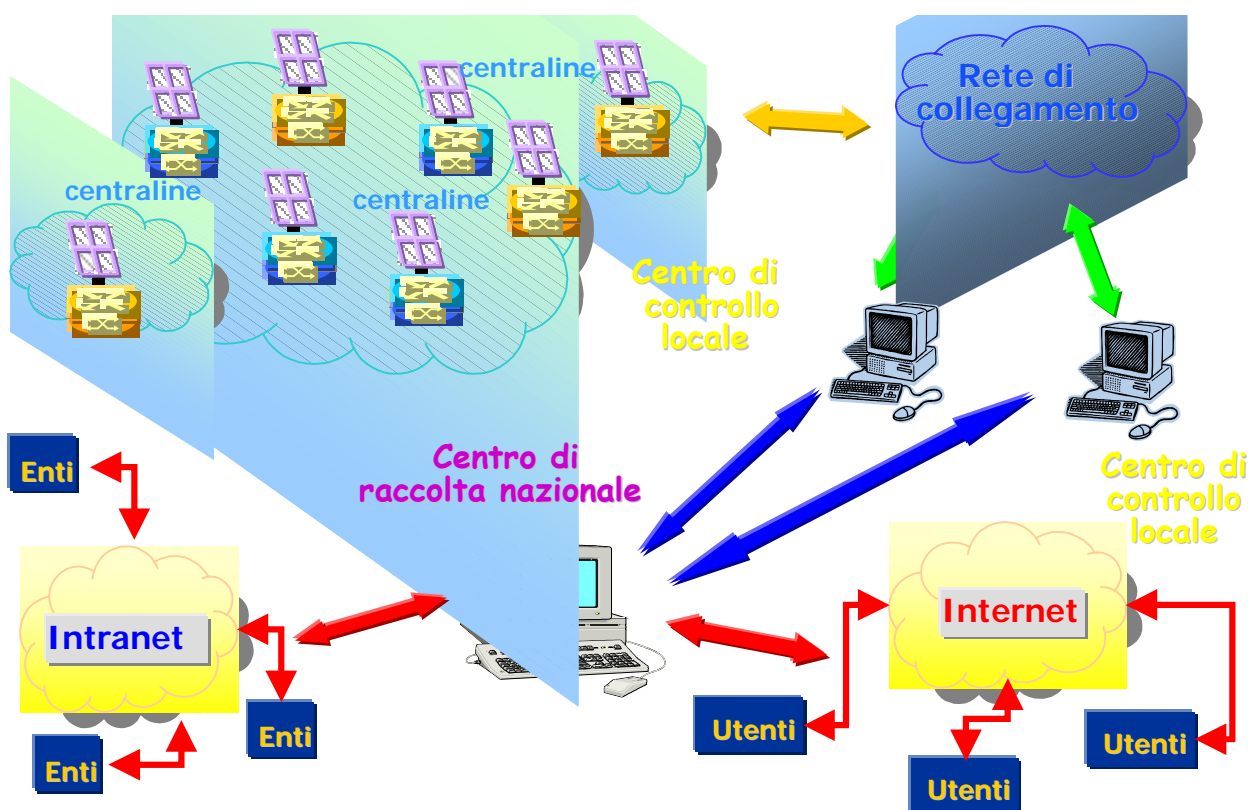 centraline
Rete di
collegamento
centraline
centraline
Centro di
controllo
locale
Centro di
raccolta nazionale
Centro di
controllo
locale
Enti
Intranet
Internet
Enti
Enti
Utenti
Utenti
Utenti